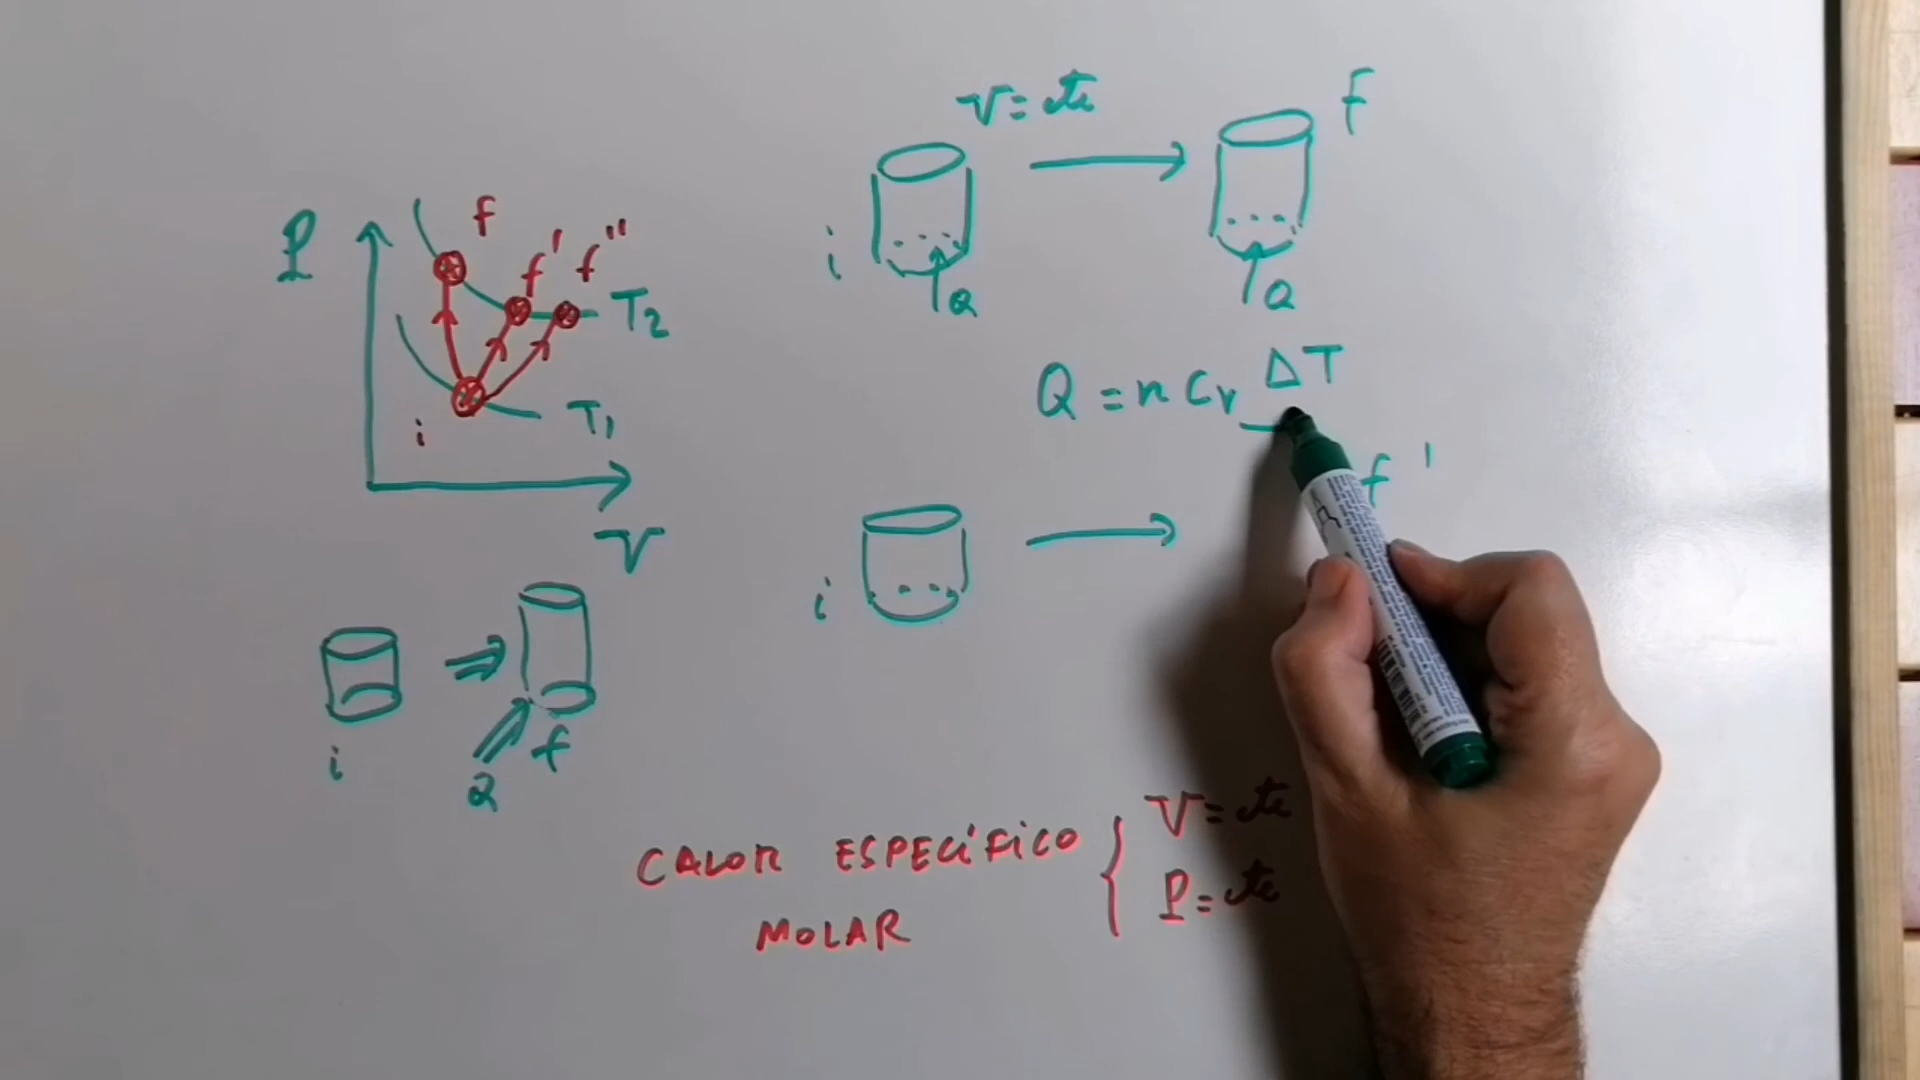 V = cte
f
i
Q
Q
P
f
f'
f''
T2
T1
i
V
Q = n Cv ΔT
f'
i
i
Q
f
CALOR ESPECÍFICO
MOLAR
V = cte
P = cte